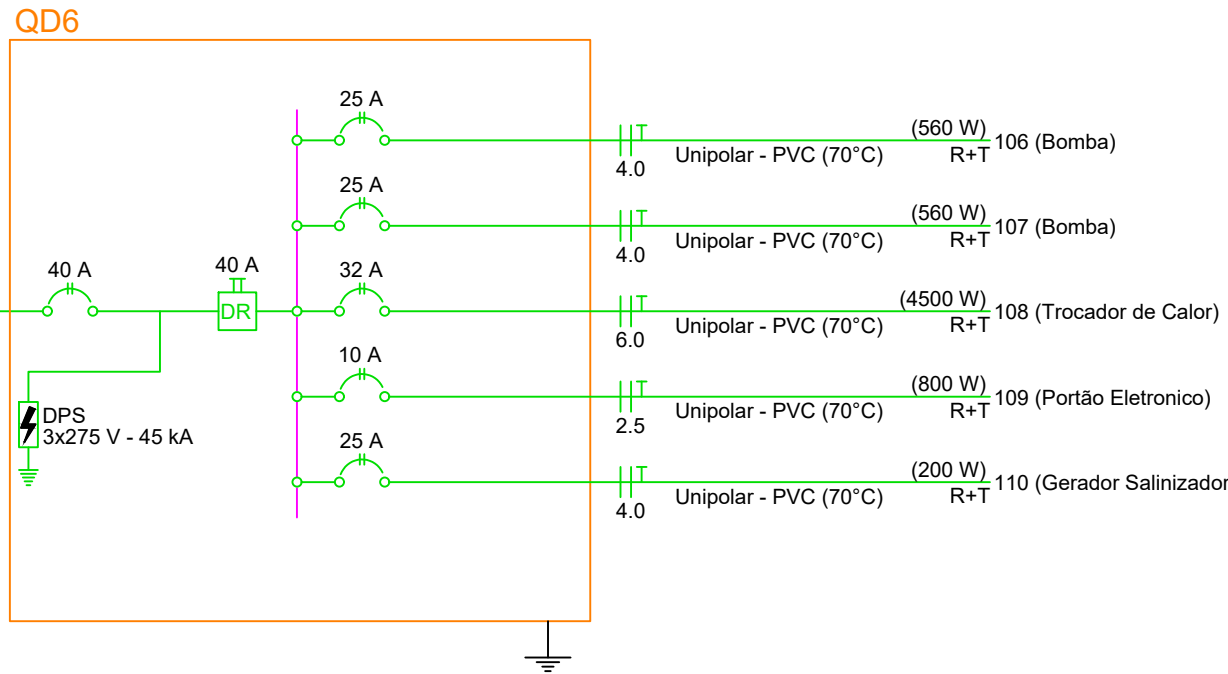 QD6
25 A
(560 W)
106 (Bomba)
4.0
Unipolar - PVC (70°C)
R+T
25 A
(560 W)
107 (Bomba)
4.0
Unipolar - PVC (70°C)
R+T
40 A
40 A
DR
32 A
(4500 W)
108 (Trocador de Calor)
6.0
Unipolar - PVC (70°C)
R+T
10 A
(800 W)
109 (Portão Eletronico)
2.5
Unipolar - PVC (70°C)
R+T
DPS
3x275 V - 45 kA
25 A
(200 W)
110 (Gerador Salinizador
4.0
Unipolar - PVC (70°C)
R+T
T
T
T
T
T